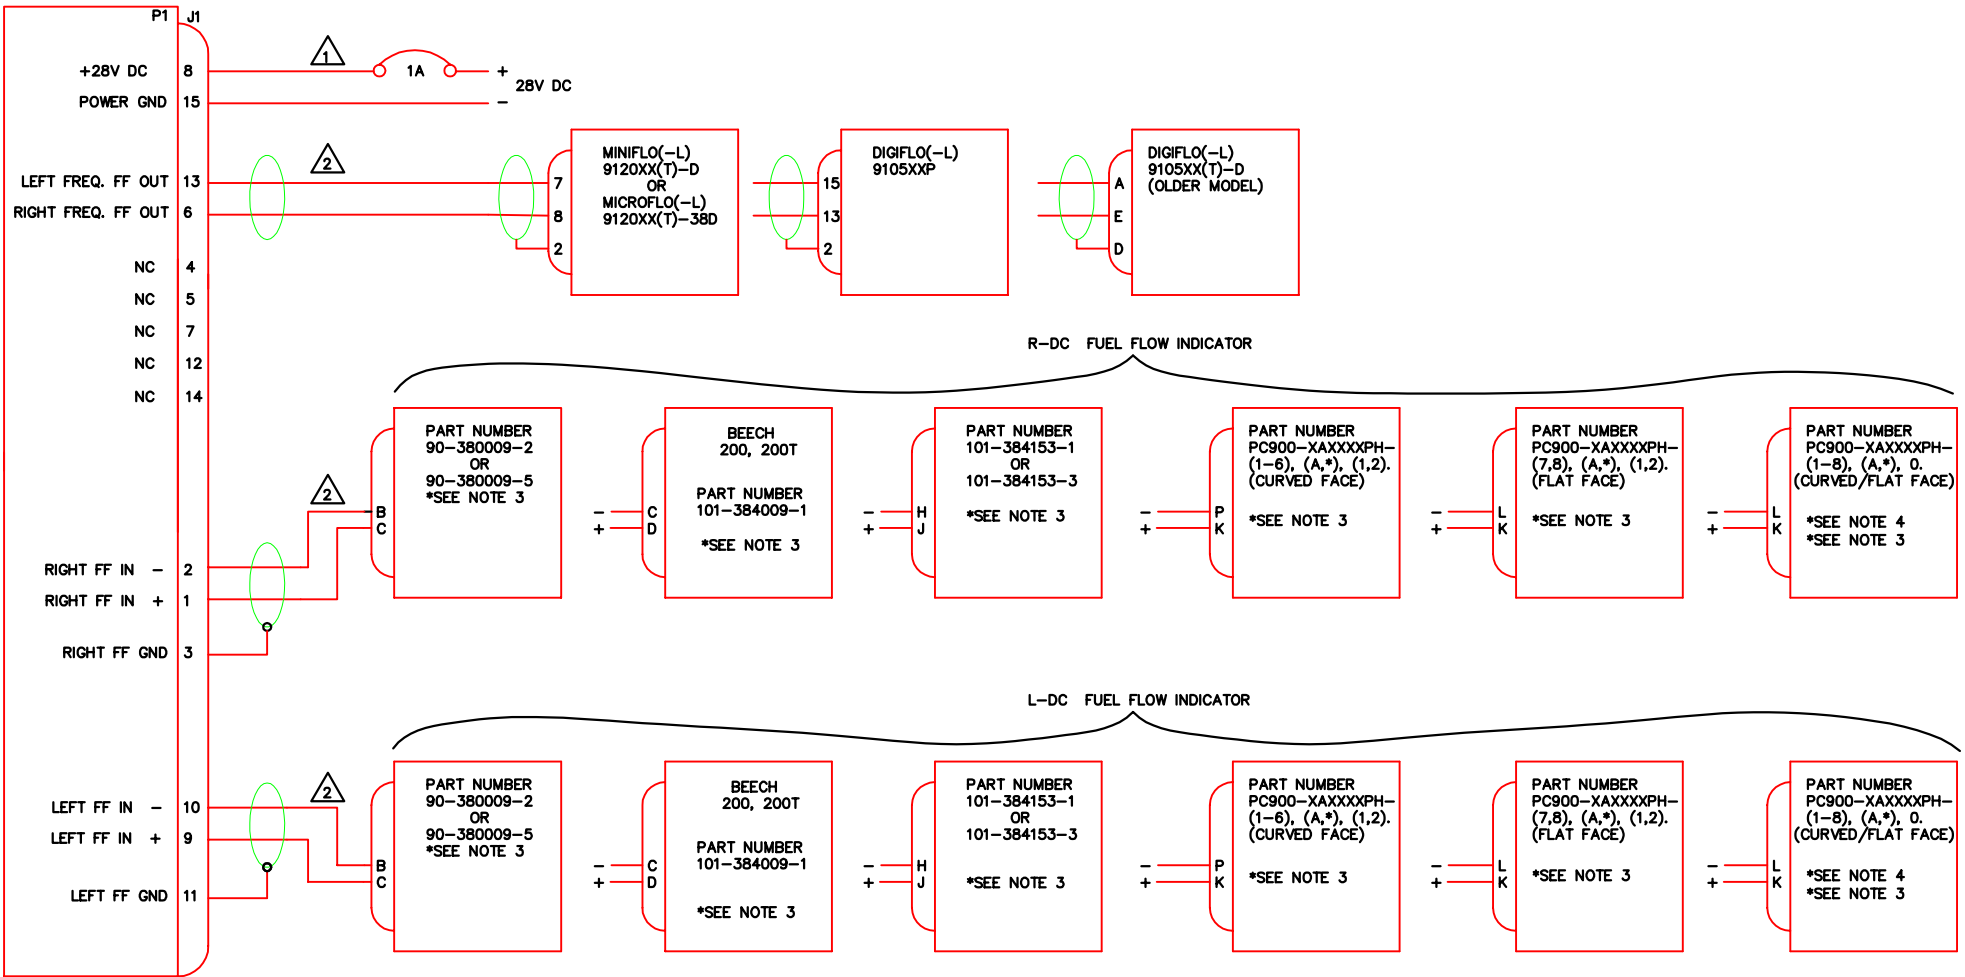 P1 J1
+28V DC 8
1
1A
+
28V DC
POWER GND 15
-
LEFT FREQ. FF OUT 13
RIGHT FREQ. FF OUT 6
2
7
8
2
MINIFLO(-L)
9120XX(T)-D
OR
MICROFLO(-L)
9120XX(T)-38D
15
13
2
DIGIFLO(-L)
9105XXP
A
E
D
DIGIFLO(-L)
9105XX(T)-D
(OLDER MODEL)
NC 4
NC 5
NC 7
NC 12
NC 14
R-DC FUEL FLOW INDICATOR
2
RIGHT FF IN - 2
RIGHT FF IN + 1
RIGHT FF GND 3
B
C
PART NUMBER
90-380009-2
OR
90-380009-5
*SEE NOTE 3
- C
+ D
BEECH
200, 200T
PART NUMBER
101-384009-1
*SEE NOTE 3
- H
+ J
PART NUMBER
101-384153-1
OR
101-384153-3
*SEE NOTE 3
- P
+ K
PART NUMBER
PC900-XAXXXXPH-
(1-6), (A,*), (1,2).
(CURVED FACE)
*SEE NOTE 3
- L
+ K
PART NUMBER
PC900-XAXXXXPH-
(7,8), (A,*), (1,2).
(FLAT FACE)
*SEE NOTE 3
- L
+ K
PART NUMBER
PC900-XAXXXXPH-
(1-8), (A,*), 0.
(CURVED/FLAT FACE)
*SEE NOTE 4
*SEE NOTE 3
L-DC FUEL FLOW INDICATOR
2
LEFT FF IN - 10
LEFT FF IN + 9
LEFT FF GND 11
B
C
PART NUMBER
90-380009-2
OR
90-380009-5
*SEE NOTE 3
- C
+ D
BEECH
200, 200T
PART NUMBER
101-384009-1
*SEE NOTE 3
- H
+ J
PART NUMBER
101-384153-1
OR
101-384153-3
*SEE NOTE 3
- P
+ K
PART NUMBER
PC900-XAXXXXPH-
(1-6), (A,*), (1,2).
(CURVED FACE)
*SEE NOTE 3
- L
+ K
PART NUMBER
PC900-XAXXXXPH-
(7,8), (A,*), (1,2).
(FLAT FACE)
*SEE NOTE 3
- L
+ K
PART NUMBER
PC900-XAXXXXPH-
(1-8), (A,*), 0.
(CURVED/FLAT FACE)
*SEE NOTE 4
*SEE NOTE 3